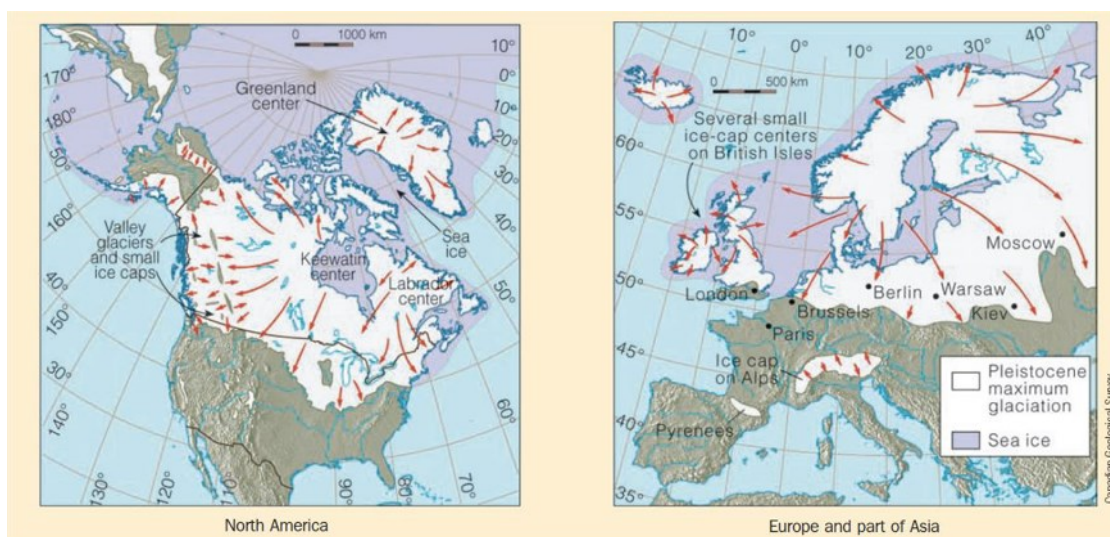 0 1000 km
10°
0°
10°
20°
30°
40°
50°
60°
70°
170°
180°
50°
160°
40°
150°
30°
140°
130°
120°
110°
90°
80°
Greenland
center
Sea
ice
Valley
glaciers
and small
ice caps
Keewatin
center
Labrador
center
North America
10°
0°
10°
20°
30°
40°
0 500 km
Several small
ice-cap centers
on British Isles
60°
55°
50°
45°
40°
35°
Moscow
London
Berlin
Warsaw
Brussels
Kiev
Paris
Ice cap
on Alps
Pyrenees
Pleistocene
maximum
glaciation
Sea ice
Canadian Geological Survey
Europe and part of Asia